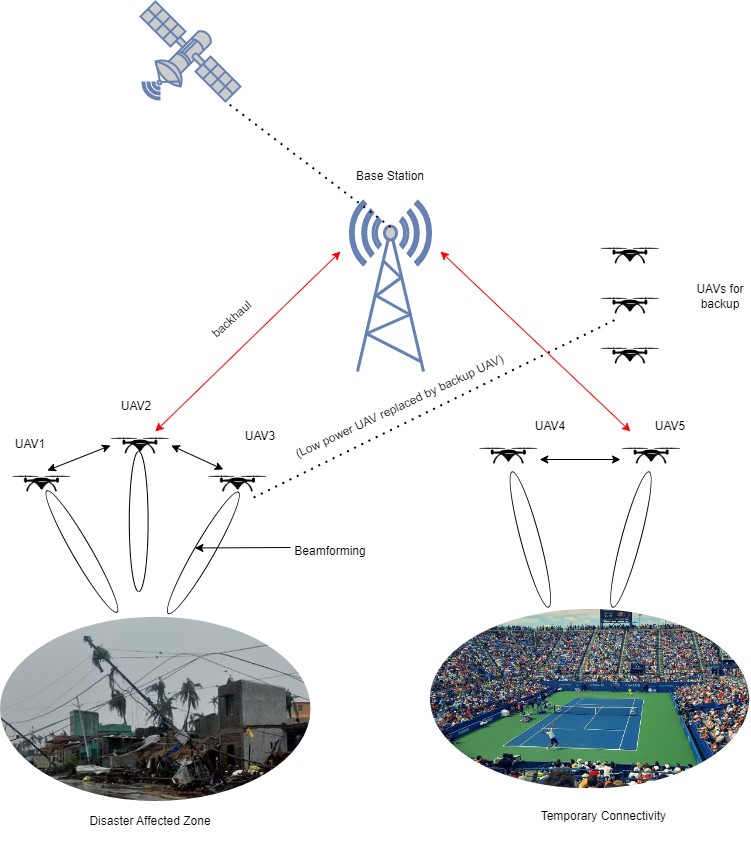 Base Station
UAVs for
backup
backhaul
(Low power UAV replaced by backup UAV)
UAV2
UAV1
UAV3
UAV4
UAV5
Beamforming
Disaster Affected Zone
Temporary Connectivity